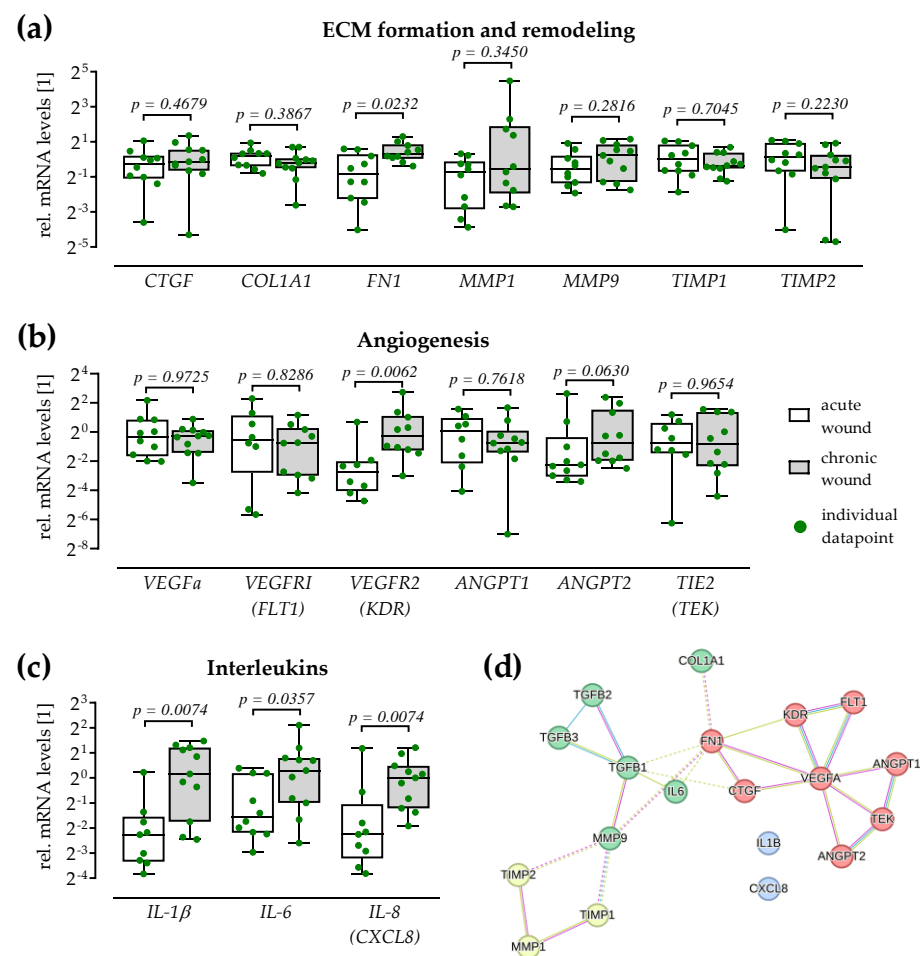 (a)
ECM formation and remodeling
rel. mRNA levels [1]
2^5
2^3
2^1
2^-1
2^-3
2^-5
p = 0.4679
p = 0.3867
p = 0.0232
p = 0.3450
p = 0.2816
p = 0.7045
p = 0.2230
CTGF COL1A1 FN1 MMP1 MMP9 TIMP1 TIMP2
(b)
Angiogenesis
rel. mRNA levels [1]
2^4
2^2
2^0
2^-2
2^-4
2^-6
2^-8
p = 0.9725
p = 0.8286
p = 0.0062
p = 0.7618
p = 0.0630
p = 0.9654
VEGFa VEGFRI VEGFR2 ANGPT1 ANGPT2 TIE2
(FLT1) (KDR) (TEK)
acute
wound
chronic
wound
individual
datapoint
(c)
Interleukins
rel. mRNA levels [1]
2^3
2^2
2^1
2^0
2^-1
2^-2
2^-3
2^-4
p = 0.0074
p = 0.0357
p = 0.0074
IL-1β IL-6 IL-8
(CXCL8)
(d)
COL1A1
TGFB2
TGFB3
TGFB1
FN1
KDR
FLT1
IL6
CTGF
VEGFA
ANGPT1
TEK
ANGPT2
MMP9
IL1B
CXCL8
TIMP2
TIMP1
MMP1